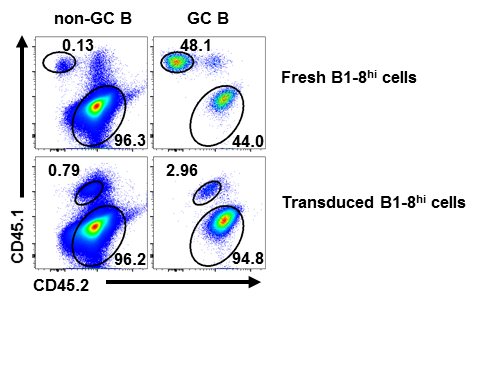 non-GC B GC B
0.13 48.1
Fresh B1-8hi cells
96.3 44.0
0.79 2.96
Transduced B1-8hi cells
96.2 94.8
CD45.1
CD45.2